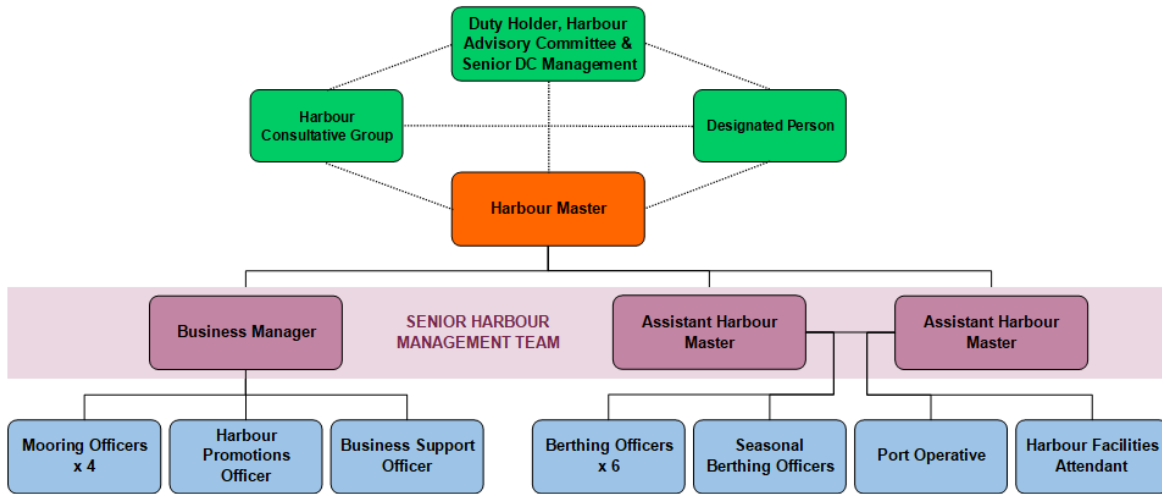 Duty Holder, Harbour
Advisory Committee &
Senior DC Management
Harbour
Consultative Group
Designated Person
Harbour Master
Business Manager
SENIOR HARBOUR
MANAGEMENT TEAM
Assistant Harbour
Master
Assistant Harbour
Master
Mooring Officers
x 4
Harbour
Promotions
Officer
Business Support
Officer
Berthing Officers
x 6
Seasonal
Berthing Officers
Port Operative
Harbour Facilities
Attendant